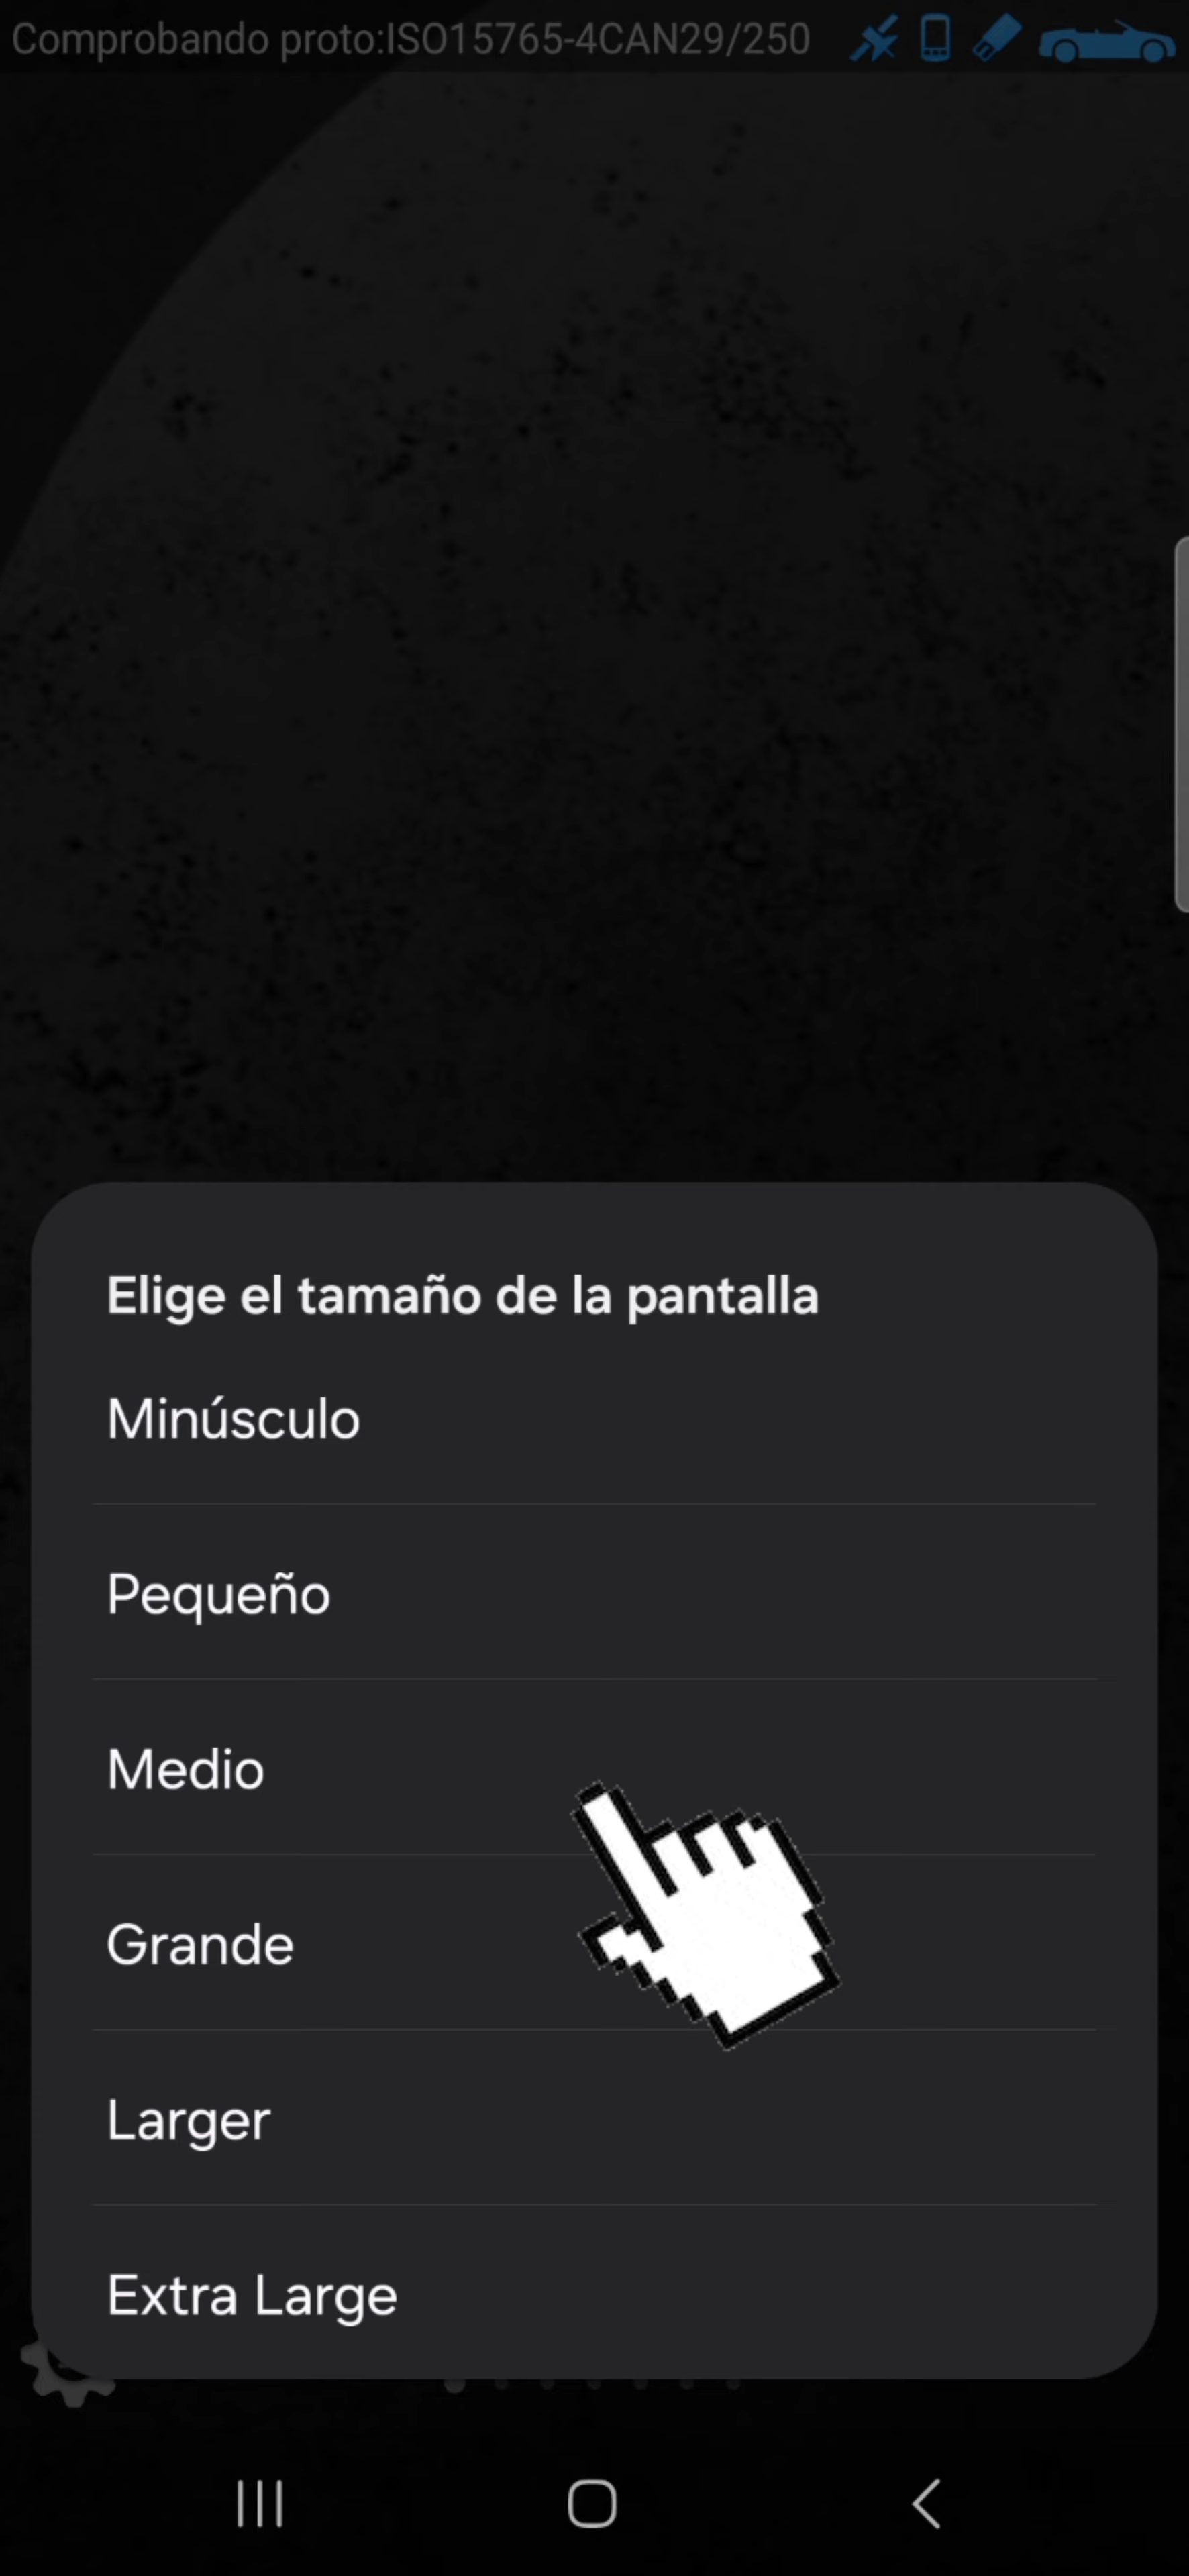 Comprobando proto:ISO15765-4CAN29/250
Elige el tamaño de la pantalla
Minúsculo
Pequeño
Medio
Grande
Larger
Extra Large